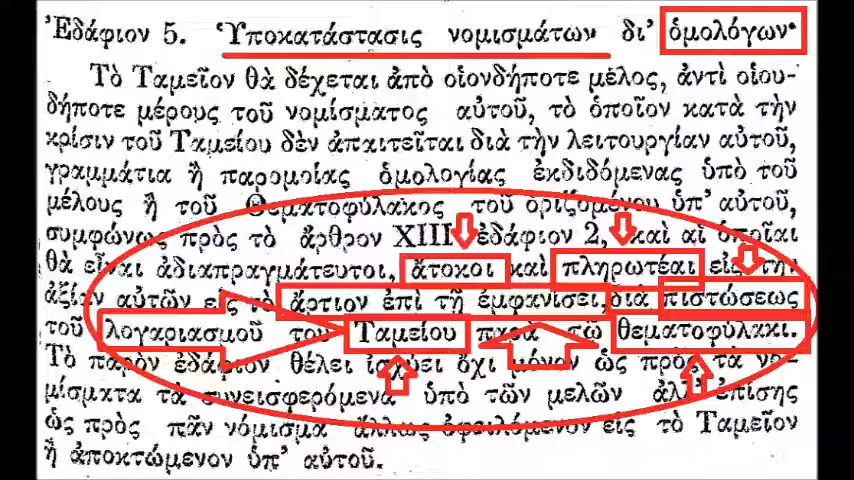 Ἐδάφιον 5. Ὑποκατάστασις νομισμάτων δι' ὁμολόγων·
Τὸ Ταμεῖον θὰ δέχεται ἀπὸ οἱονδήποτε μέλος, ἀντὶ οἱου-
δήποτε μέρους τοῦ νομίσματος αὐτοῦ, τὸ ὁποῖον κατὰ τὴν
κρίσιν τοῦ Ταμείου δὲν ἀπαιτεῖται διὰ τὴν λειτουργίαν αὐτοῦ,
γραμμάτια ἢ παρομοίας ὁμολογίας ἐκδιδόμενας ὑπὸ τοῦ
μέλους ἢ τοῦ Θεματοφύλακος τοῦ ὁριζομένου ὑπ' αὐτοῦ,
συμφώνως πρὸς τὸ ἄρθρον XIII ἐδάφιον 2, καὶ αἱ ὁποῖαι
θὰ εἶναι ἀδιαπραγμάτευτοι, ἄτοκοι καὶ πληρωτέαι εἰς τὴν
ἀξίαν αὐτῶν εἰς τὸ ἄρτιον ἐπὶ τῇ ἐμφανίσει, διὰ πιστώσεως
τοῦ λογαριασμοῦ τοῦ Ταμείου παρὰ τῷ θεματοφύλακι.
Τὸ παρὸν ἐδάφιον θέλει ἰσχύει ὄχι μόνον ὡς πρὸς τὰ νο-
μίσματα τὰ συνεισφερόμενα ὑπὸ τῶν μελῶν ἀλλ' ἐπίσης
ὡς πρὸς πᾶν νόμισμα ἄλλως ὀφειλόμενον εἰς τὸ Ταμεῖον
ἢ ἀποκτώμενον ὑπ' αὐτοῦ.